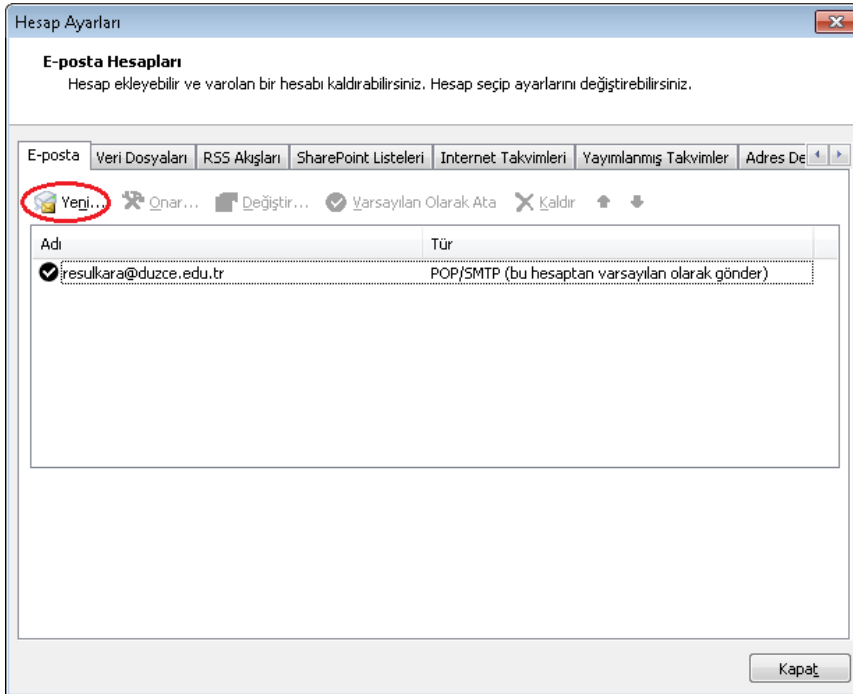 Hesap Ayarları
E-posta Hesapları
Hesap ekleyebilir ve varolan bir hesabı kaldırabilirsiniz. Hesap seçip ayarlarını değiştirebilirsiniz.
E-posta Veri Dosyaları RSS Akışları SharePoint Listeleri Internet Takvimleri Yayımlanmış Takvimler Adres De
Yeni... Onar... Değiştir... Varsayılan Olarak Ata Kaldır
Adı Tür
resulkara@duzce.edu.tr POP/SMTP (bu hesaptan varsayılan olarak gönder)
Kapat